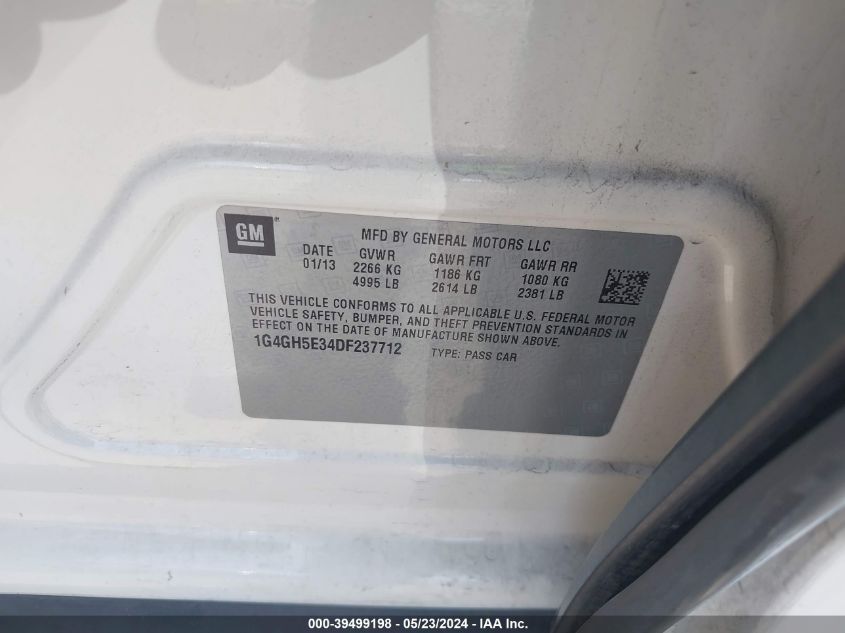 GM
MFD BY GENERAL MOTORS LLC
DATE GVWR GAWR FRT GAWR RR
01/13 2266 KG 1186 KG 1080 KG
4995 LB 2614 LB 2381 LB
THIS VEHICLE CONFORMS TO ALL APPLICABLE U.S. FEDERAL MOTOR
VEHICLE SAFETY, BUMPER, AND THEFT PREVENTION STANDARDS IN
EFFECT ON THE DATE OF MANUFACTURE SHOWN ABOVE.
1G4GH5E34DF237712 TYPE: PASS CAR
000-39499198 - 05/23/2024 - IAA Inc.